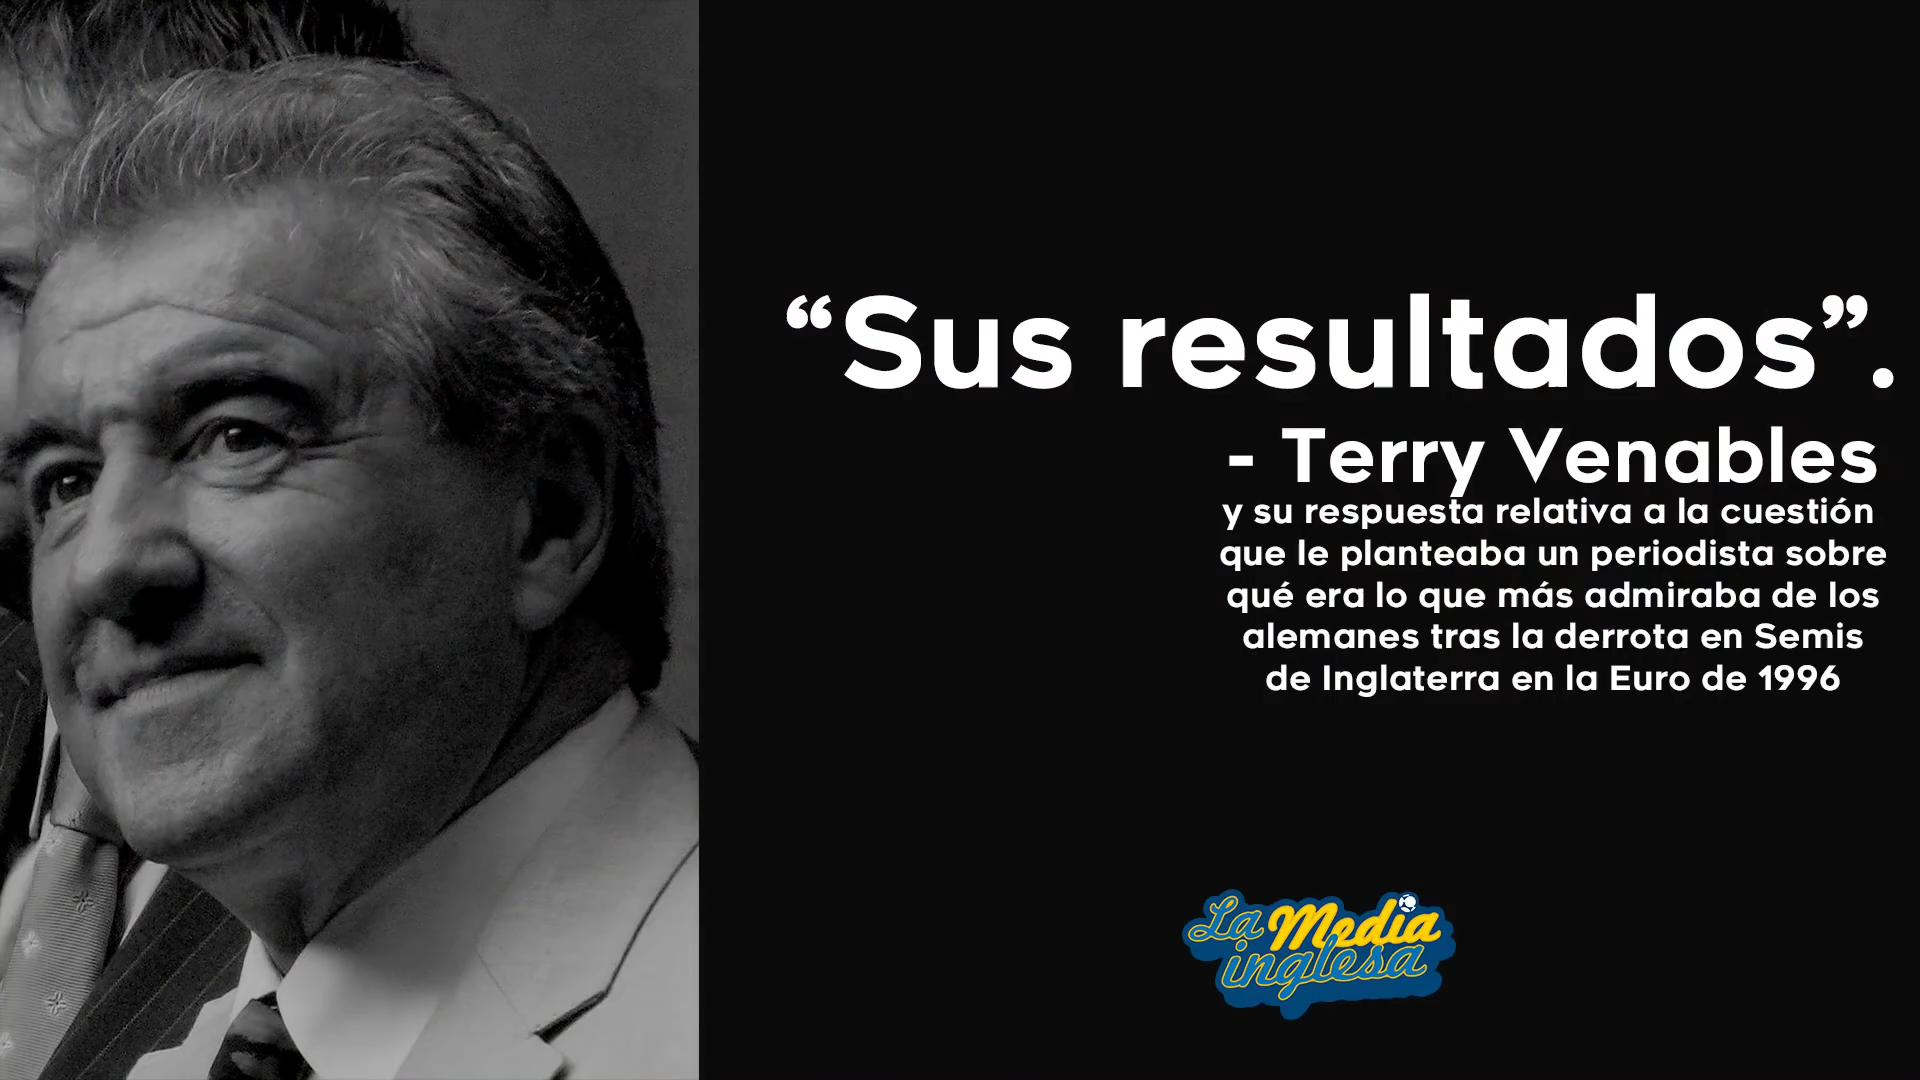 “Sus resultados”.
- Terry Venables
y su respuesta relativa a la cuestión
que le planteaba un periodista sobre
qué era lo que más admiraba de los
alemanes tras la derrota en Semis
de Inglaterra en la Euro de 1996
La Media
inglesa